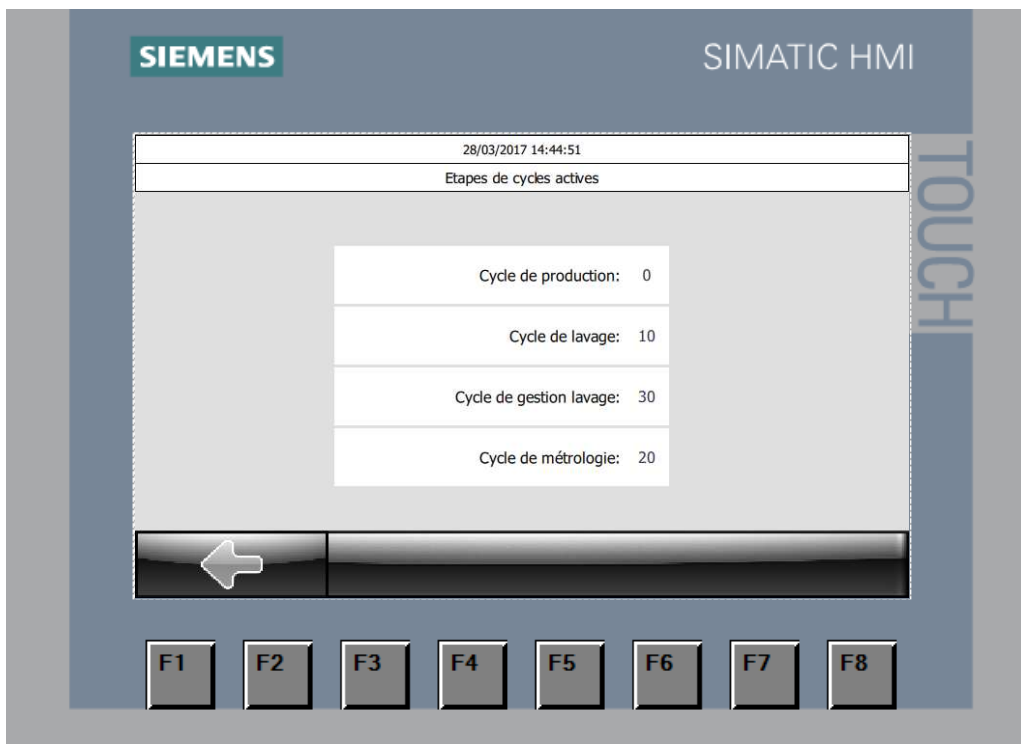 SIEMENS
SIMATIC HMI
TOUCH
28/03/2017 14:44:51
Etapes de cycles actives
Cycle de production: 0
Cycle de lavage: 10
Cycle de gestion lavage: 30
Cycle de métrologie: 20
F1 F2 F3 F4 F5 F6 F7 F8